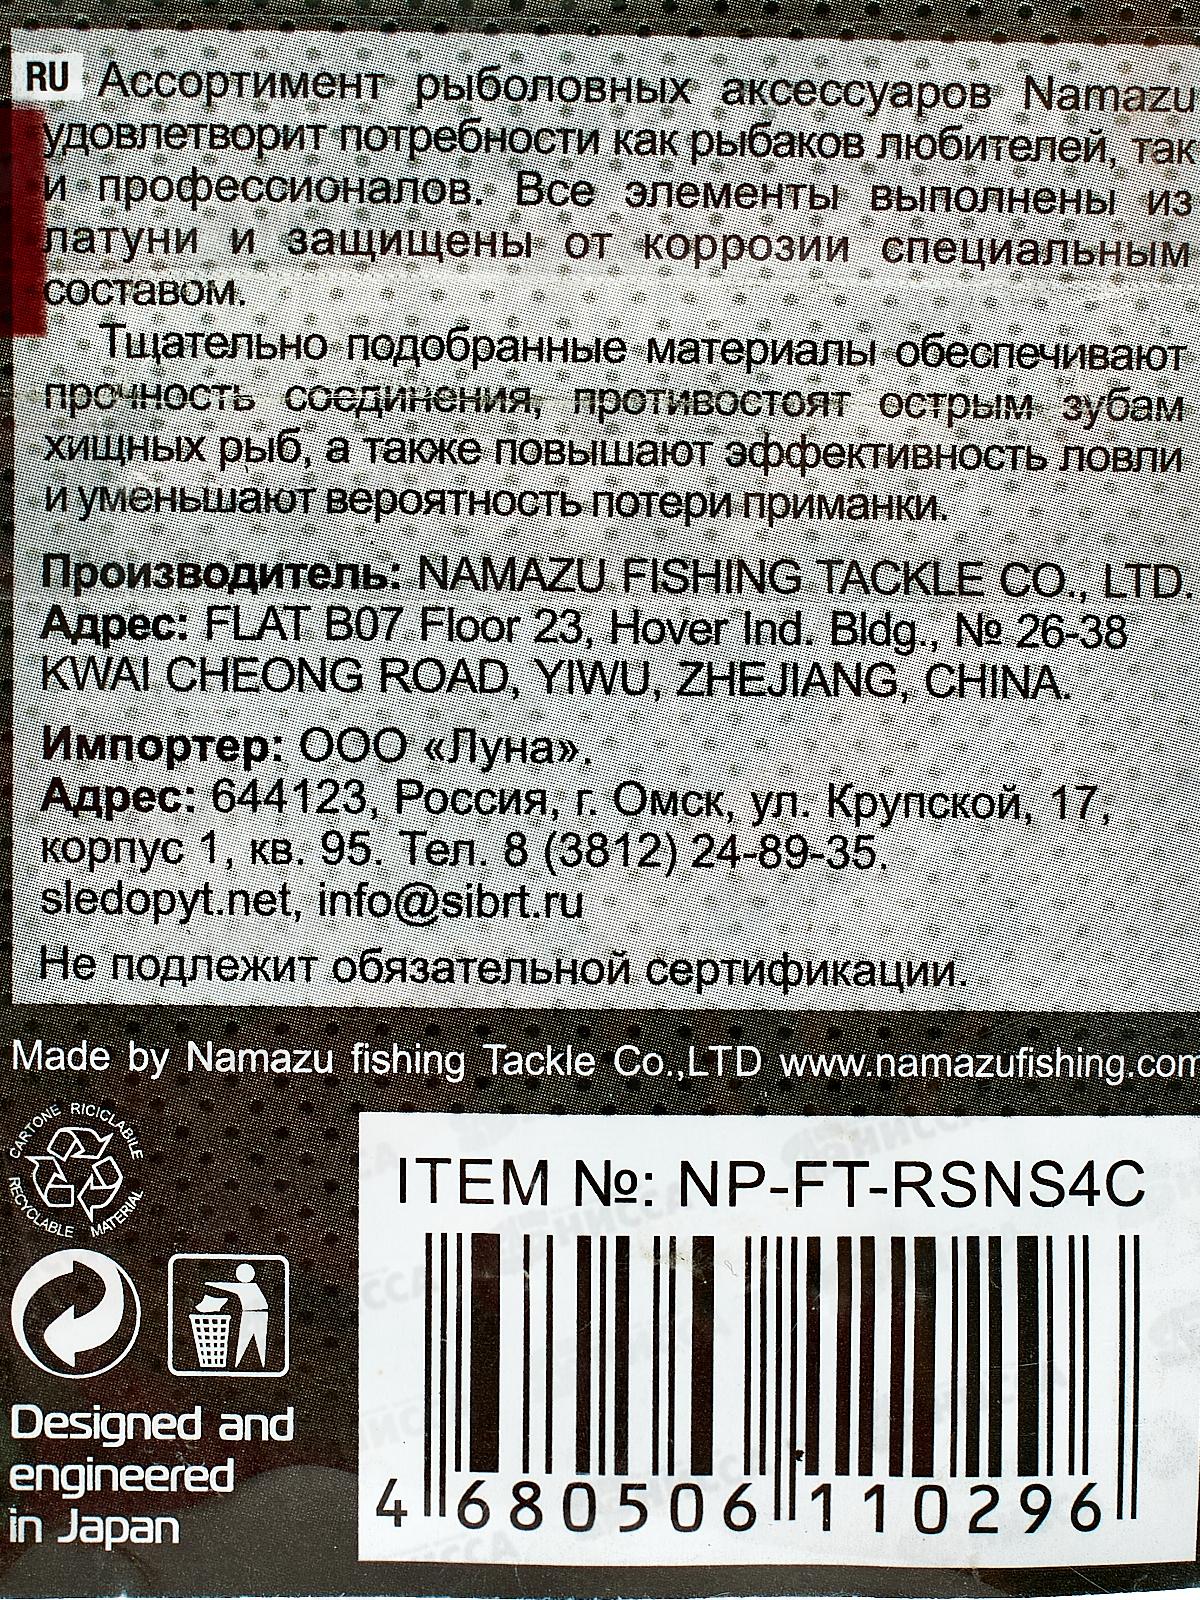 RU Ассортимент рыболовных аксессуаров Namazu
удовлетворит потребности как рыбаков любителей, так
и профессионалов. Все элементы выполнены из
латуни и защищены от коррозии специальным
составом.
Тщательно подобранные материалы обеспечивают
прочность соединения, противостоят острым зубам
хищных рыб, а также повышают эффективность ловли
и уменьшают вероятность потери приманки.
Производитель: NAMAZU FISHING TACKLE CO., LTD.
Адрес: FLAT B07 Floor 23, Hover Ind. Bldg., № 26-38
KWAI CHEONG ROAD, YIWU, ZHEJIANG, CHINA.
Импортер: ООО «Луна».
Адрес: 644123, Россия, г. Омск, ул. Крупской, 17,
корпус 1, кв. 95. Тел. 8 (3812) 24-89-35.
sledopyt.net, info@sibrt.ru
Не подлежит обязательной сертификации.
Made by Namazu fishing Tackle Co.,LTD www.namazufishing.com
CARTONE RICICLABILE
RECYCLABLE MATERIAL
ITEM №: NP-FT-RSNS4C
4 680506 110296
Designed and
engineered
in Japan